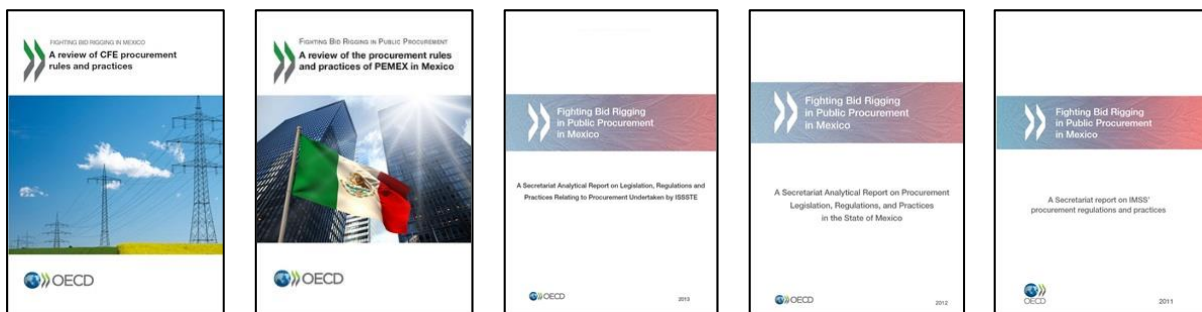 FIGHTING BID RIGGING IN MEXICO
A review of CFE procurement
rules and practices
OECD
FIGHTING BID RIGGING IN PUBLIC PROCUREMENT
A review of the procurement rules
and practices of PEMEX in Mexico
OECD
Fighting Bid Rigging
in Public Procurement
in Mexico
A Secretariat Analytical Report on Legislation, Regulations and
Practices Relating to Procurement Undertaken by ISSSTE
OECD
2013
Fighting Bid Rigging
in Public Procurement
in Mexico
A Secretariat Analytical Report on Procurement
Legislation, Regulations, and Practices
in the State of Mexico
OECD
2012
Fighting Bid Rigging
in Public Procurement
in Mexico
A Secretariat report on IMSS'
procurement regulations and practices
OECD
2011